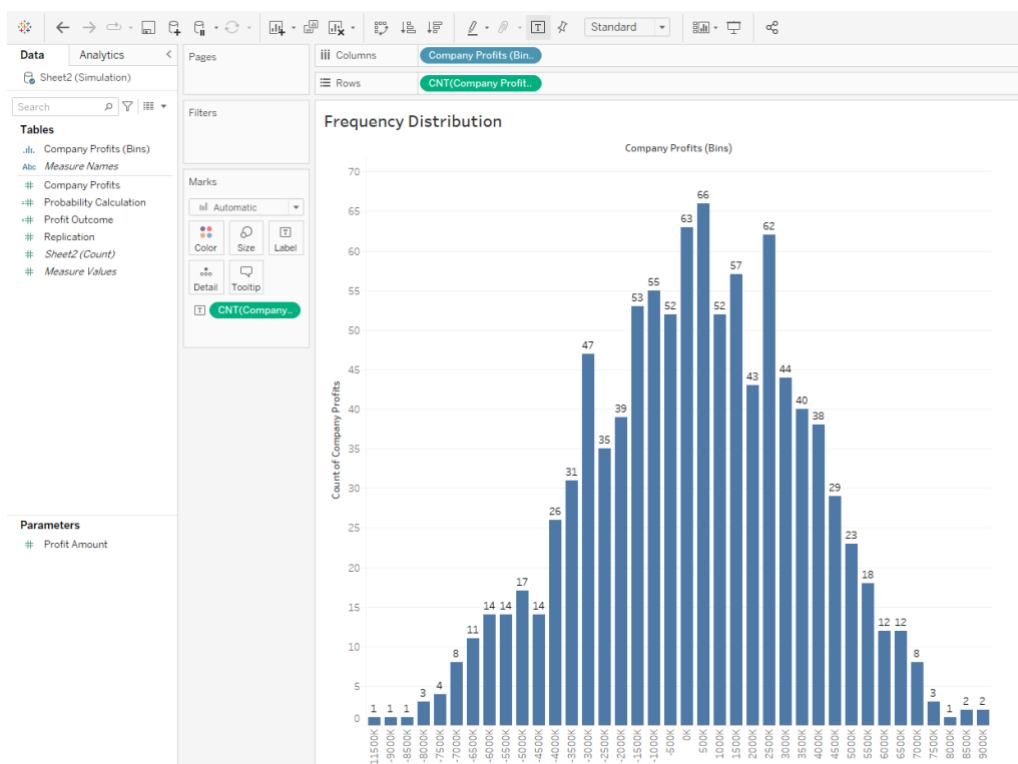 Standard
Data Analytics
Sheet2 (Simulation)
Search
Tables
Company Profits (Bins)
Abc Measure Names
Company Profits
Probability Calculation
Profit Outcome
Replication
Sheet2 (Count)
Measure Values
Parameters
Profit Amount
Pages
Filters
Marks
Automatic
Color Size Label
Detail Tooltip
CNT(Company..
Columns Company Profits (Bin..
Rows CNT(Company Profit..
Frequency Distribution
Company Profits (Bins)
Count of Company Profits
70
65
60
55
50
45
40
35
30
25
20
15
10
5
0
1 1 1 3 4 8 11 14 14 17 14 26 31 47 35 39 53 55 52 63 66 52 57 43 62 44 40 38 29 23 18 12 12 8 3 1 2 2
11500K -9000K -8500K -8000K -7500K -7000K -6500K -6000K -5500K -5000K -4500K -4000K -3500K -3000K -2500K -2000K -1500K -1000K -500K 0K 500K 1000K 1500K 2000K 2500K 3000K 3500K 4000K 4500K 5000K 5500K 6000K 6500K 7000K 7500K 8000K 8500K 9000K